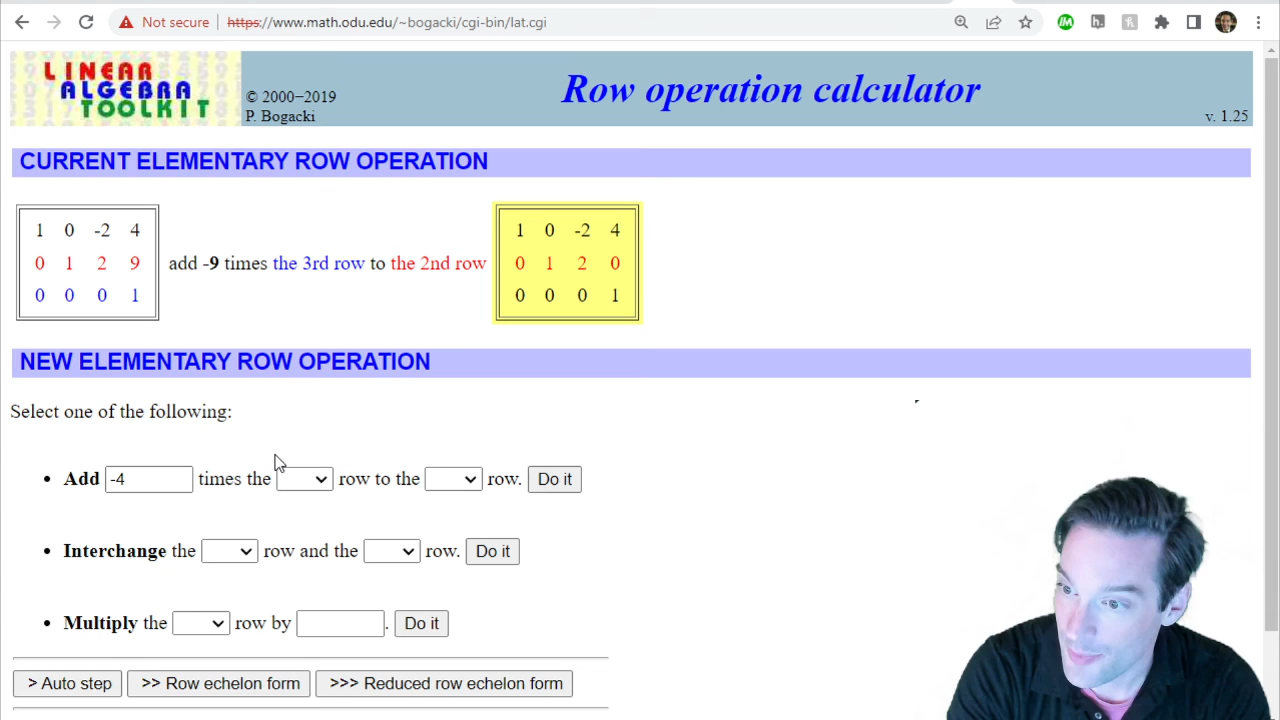 Not secure https://www.math.odu.edu/~bogacki/cgi-bin/lat.cgi
LINEAR
ALGEBRA
TOOLKIT
© 2000−2019
P. Bogacki
Row operation calculator
v. 1.25
CURRENT ELEMENTARY ROW OPERATION
1 0 -2 4
0 1 2 9
0 0 0 1
add -9 times the 3rd row to the 2nd row
1 0 -2 4
0 1 2 0
0 0 0 1
NEW ELEMENTARY ROW OPERATION
Select one of the following:
• Add -4 times the row to the row. Do it
• Interchange the row and the row. Do it
• Multiply the row by . Do it
> Auto step >> Row echelon form >>> Reduced row echelon form